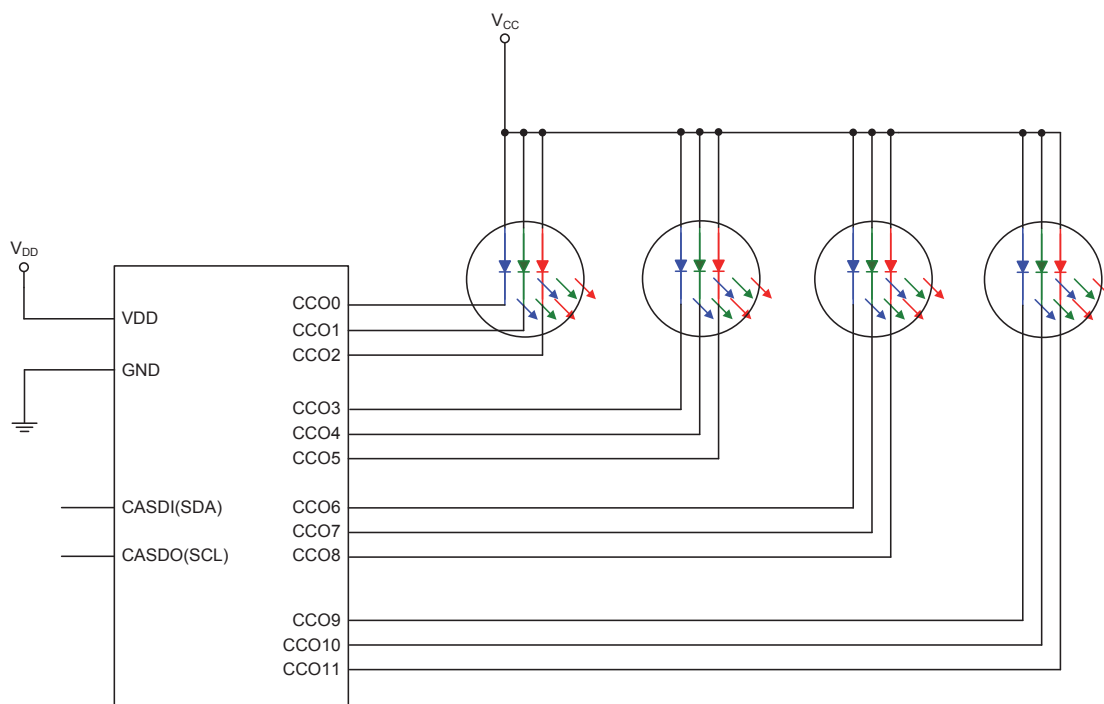 VCC
VDD
VDD
GND
CASDI(SDA)
CASDO(SCL)
CCO0
CCO1
CCO2
CCO3
CCO4
CCO5
CCO6
CCO7
CCO8
CCO9
CCO10
CCO11